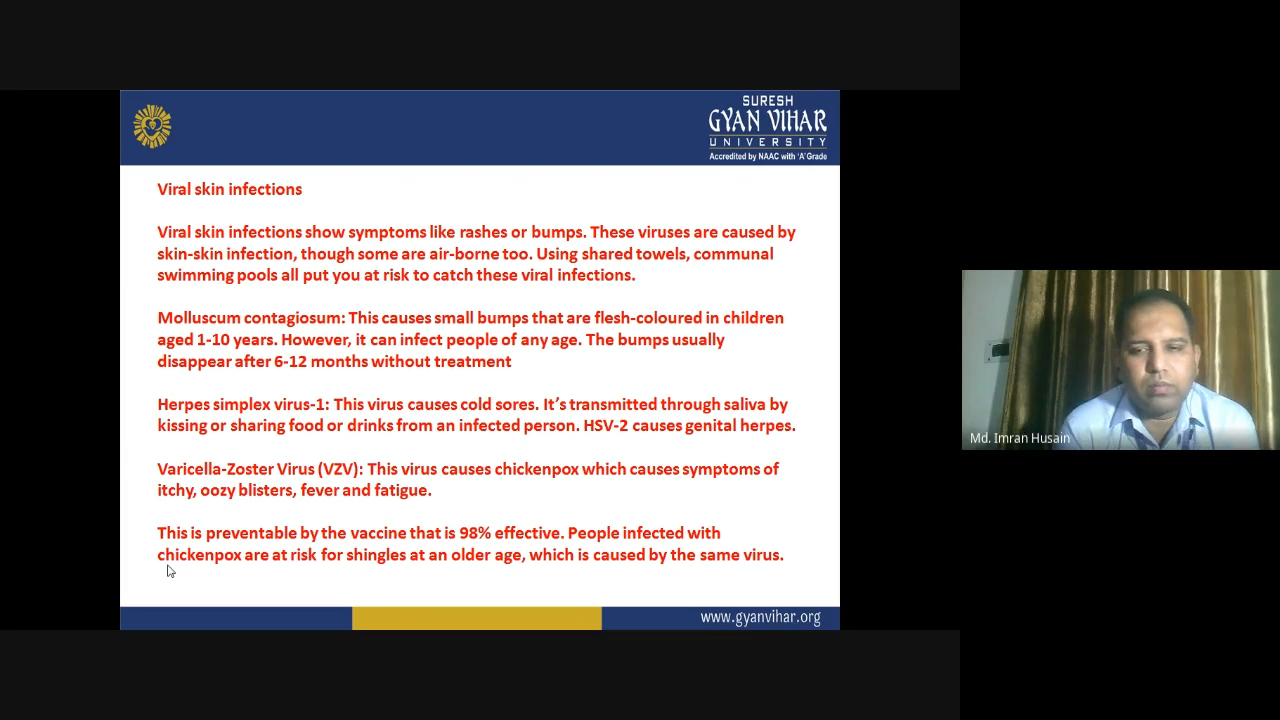 SURESH
GYAN VIHAR
UNIVERSITY
Accredited by NAAC with 'A' Grade
Viral skin infections
Viral skin infections show symptoms like rashes or bumps. These viruses are caused by
skin-skin infection, though some are air-borne too. Using shared towels, communal
swimming pools all put you at risk to catch these viral infections.
Molluscum contagiosum: This causes small bumps that are flesh-coloured in children
aged 1-10 years. However, it can infect people of any age. The bumps usually
disappear after 6-12 months without treatment
Herpes simplex virus-1: This virus causes cold sores. It's transmitted through saliva by
kissing or sharing food or drinks from an infected person. HSV-2 causes genital herpes.
Varicella-Zoster Virus (VZV): This virus causes chickenpox which causes symptoms of
itchy, oozy blisters, fever and fatigue.
This is preventable by the vaccine that is 98% effective. People infected with
chickenpox are at risk for shingles at an older age, which is caused by the same virus.
www.gyanvihar.org
Md. Imran Husain